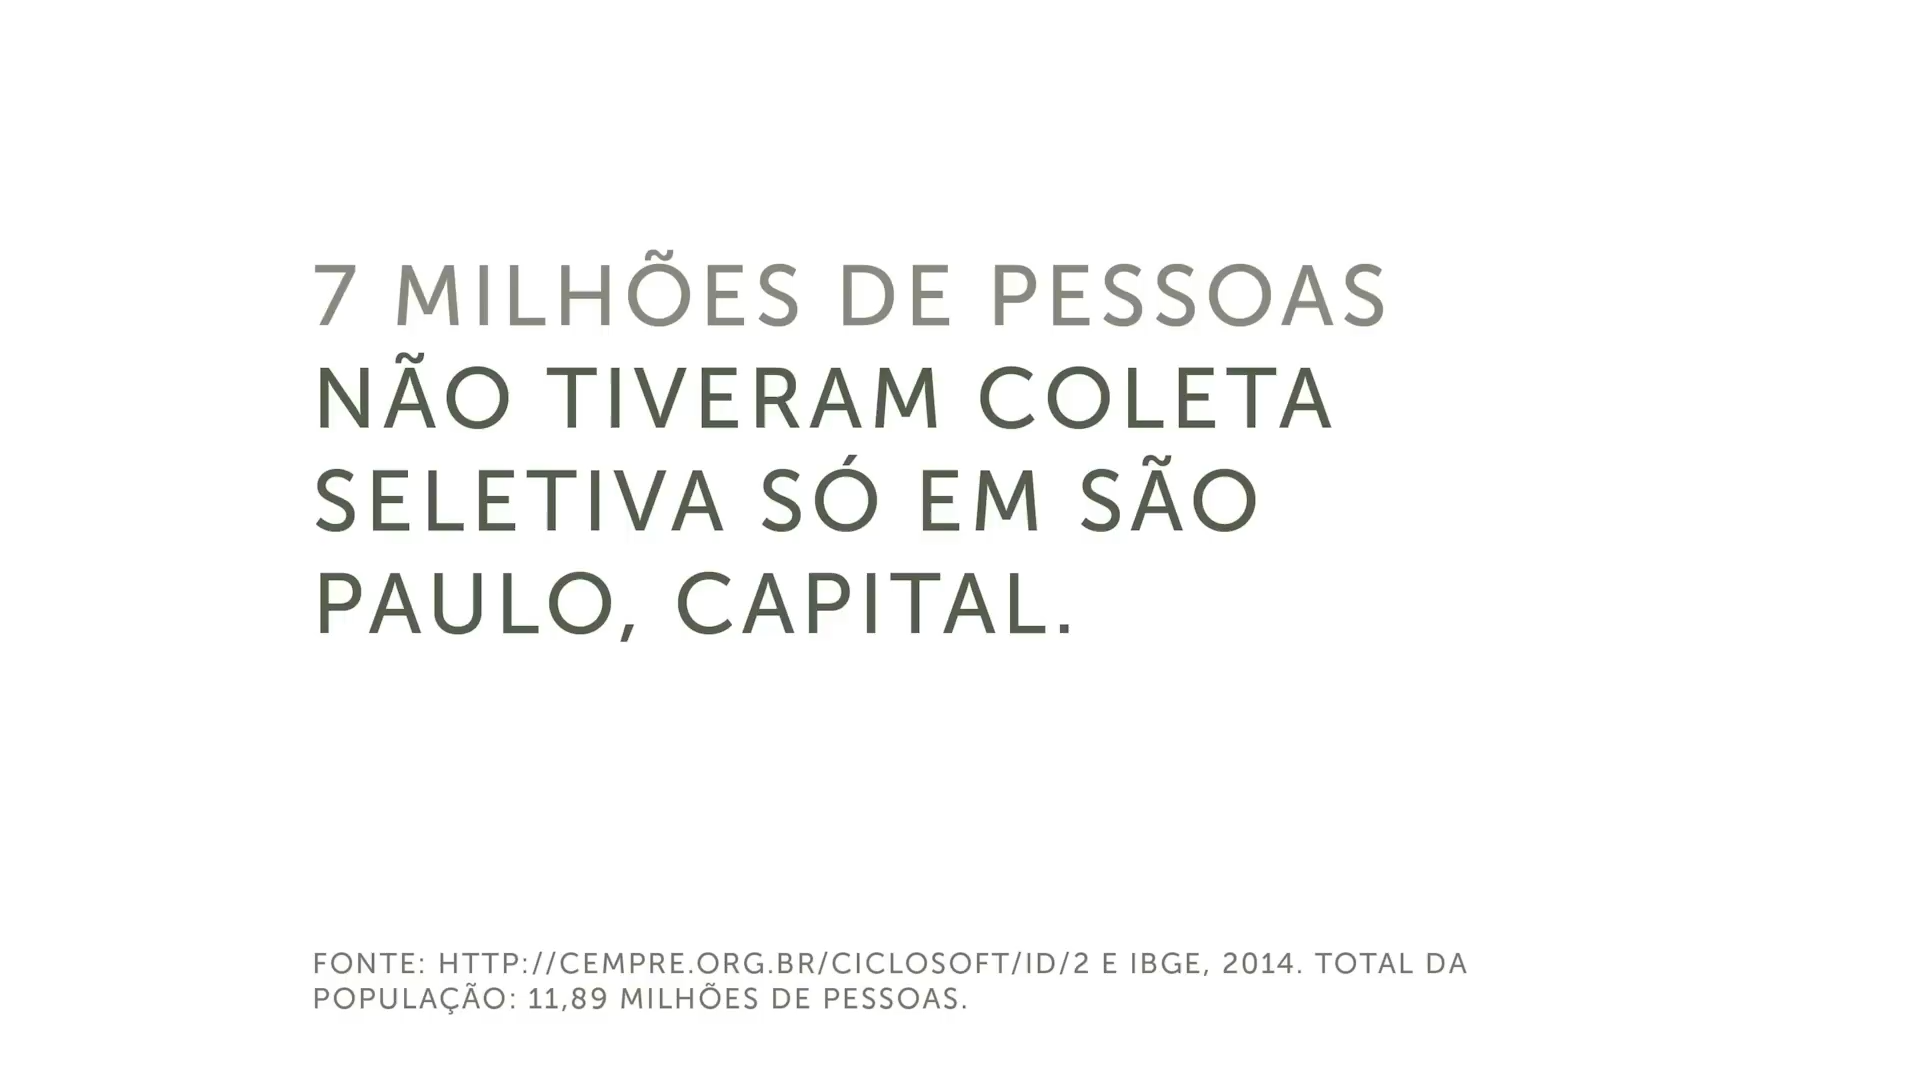 7 MILHÕES DE PESSOAS
NÃO TIVERAM COLETA
SELETIVA SÓ EM SÃO
PAULO, CAPITAL.
FONTE: HTTP://CEMPRE.ORG.BR/CICLOSOFT/ID/2 E IBGE, 2014. TOTAL DA
POPULAÇÃO: 11,89 MILHÕES DE PESSOAS.